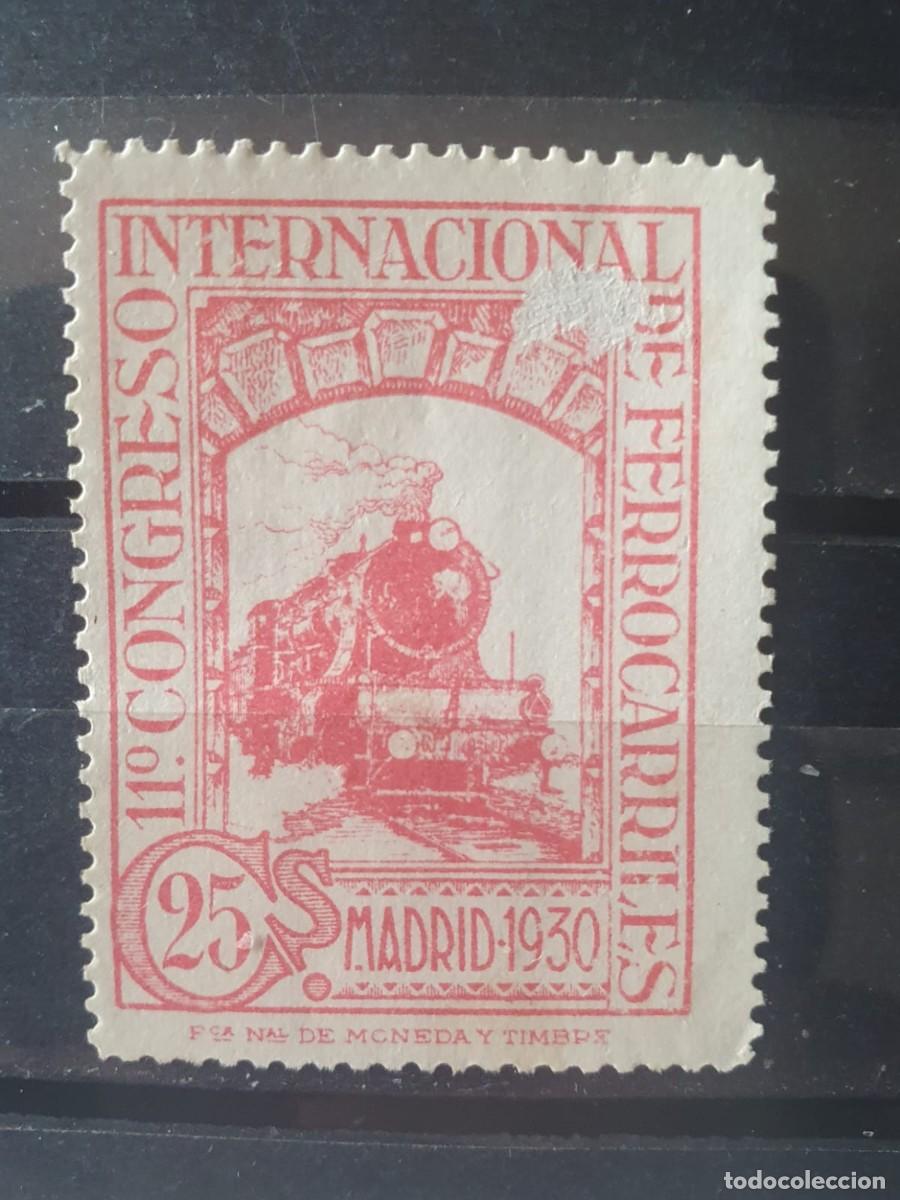 11º. CONGRESO
INTERNACIONAL
DE FERROCARRILES
25 Cs.
MADRID·1930
FCA NAL DE MONEDA Y TIMBRE
todocoleccion